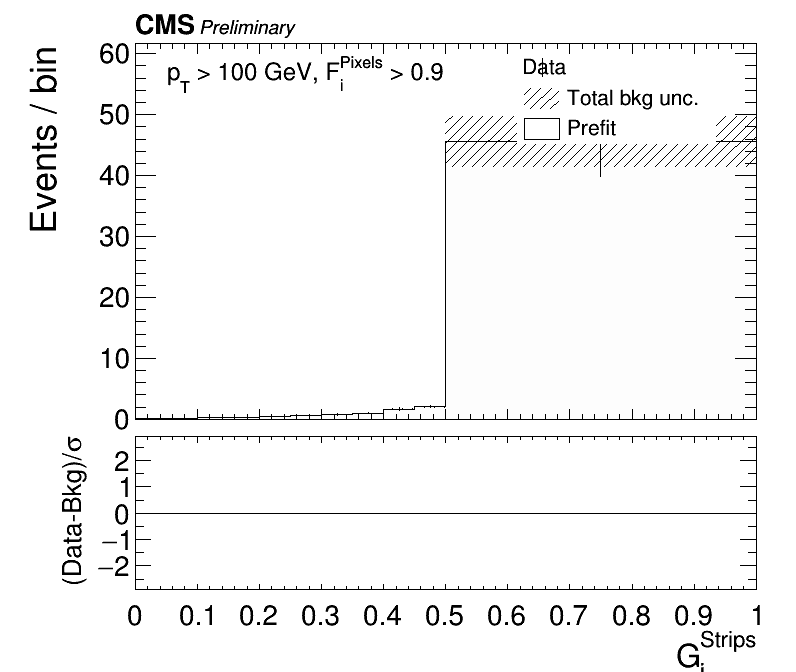 CMS Preliminary
p_T > 100 GeV, F_i^Pixels > 0.9
Data
Total bkg unc.
Prefit
Events / bin
60
50
40
30
20
10
0
(Data-Bkg)/σ
2
1
0
−1
−2
0 0.1 0.2 0.3 0.4 0.5 0.6 0.7 0.8 0.9 1
G_i^Strips